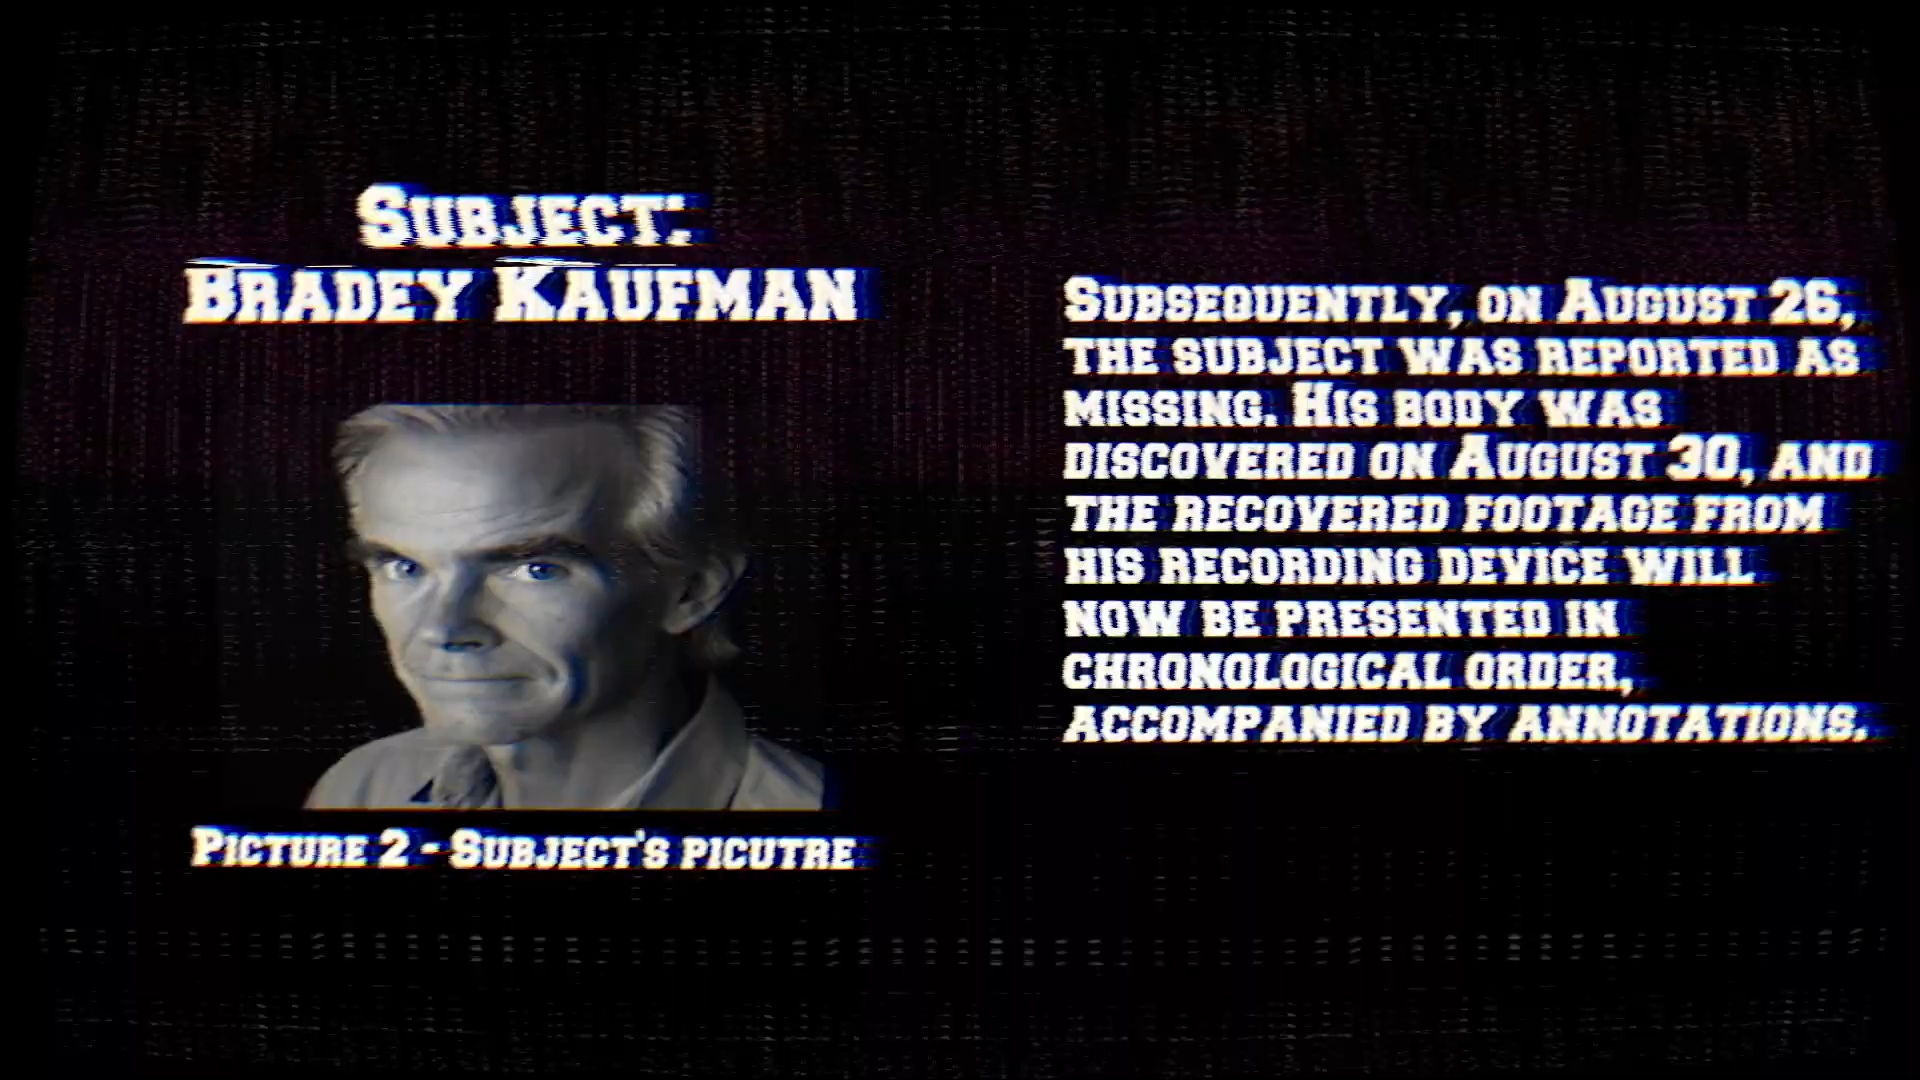 Subject:
Bradey Kaufman
Subsequently, on August 26,
the subject was reported as
missing. His body was
discovered on August 30, and
the recovered footage from
his recording device will
now be presented in
chronological order,
accompanied by annotations.
Picture 2 - Subject's picutre